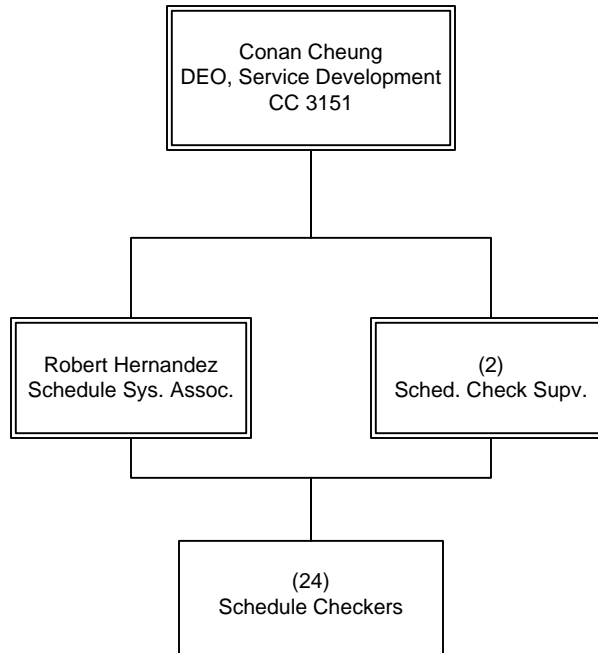 Conan Cheung
DEO, Service Development
CC 3151
Robert Hernandez
Schedule Sys. Assoc.
(2)
Sched. Check Supv.
(24)
Schedule Checkers